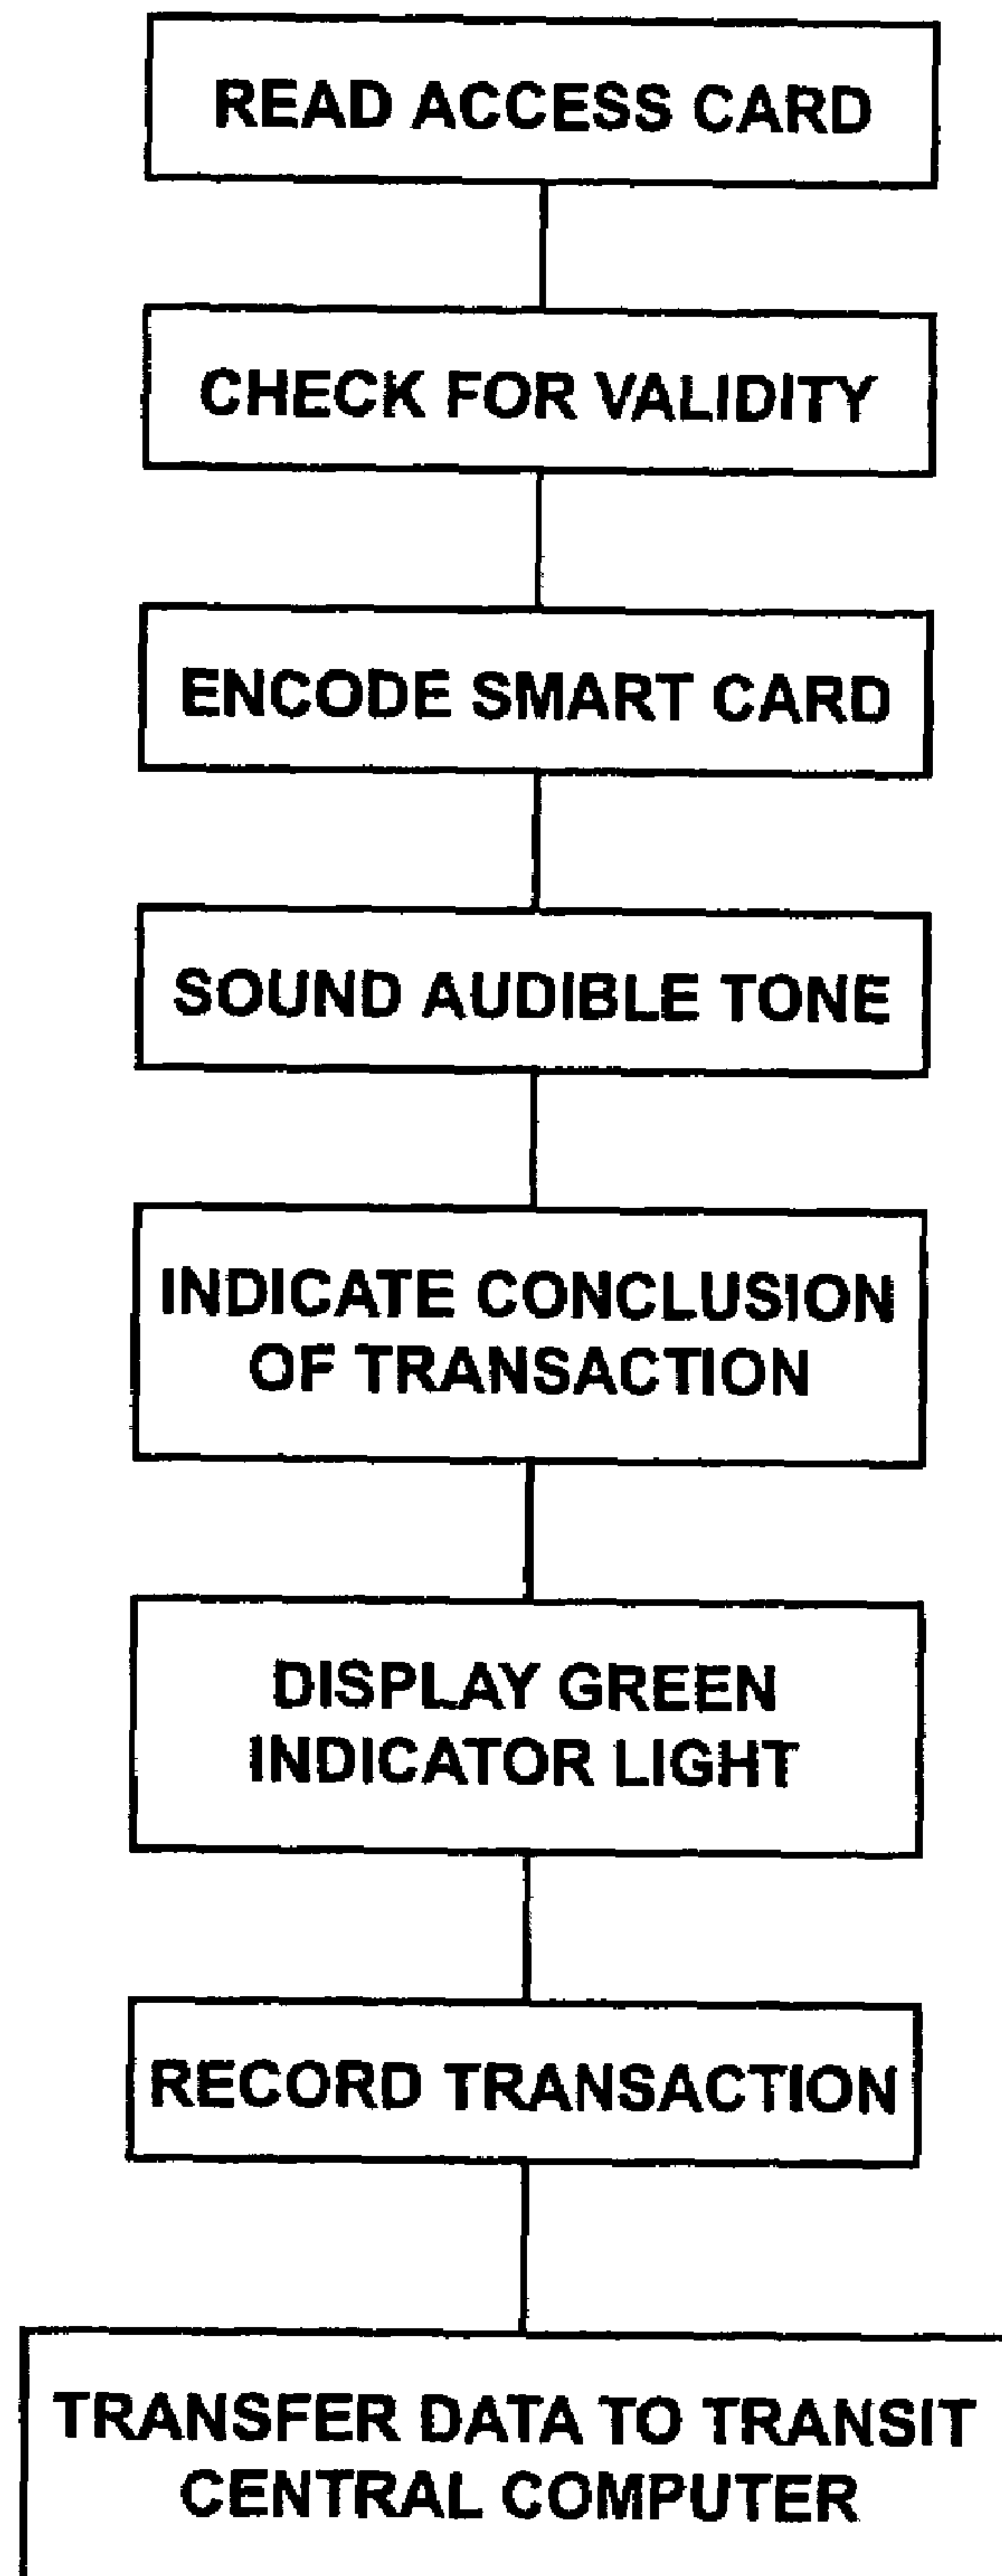 READ ACCESS CARD
CHECK FOR VALIDITY
ENCODE SMART CARD
SOUND AUDIBLE TONE
INDICATE CONCLUSION
OF TRANSACTION
DISPLAY GREEN
INDICATOR LIGHT
RECORD TRANSACTION
TRANSFER DATA TO TRANSIT
CENTRAL COMPUTER